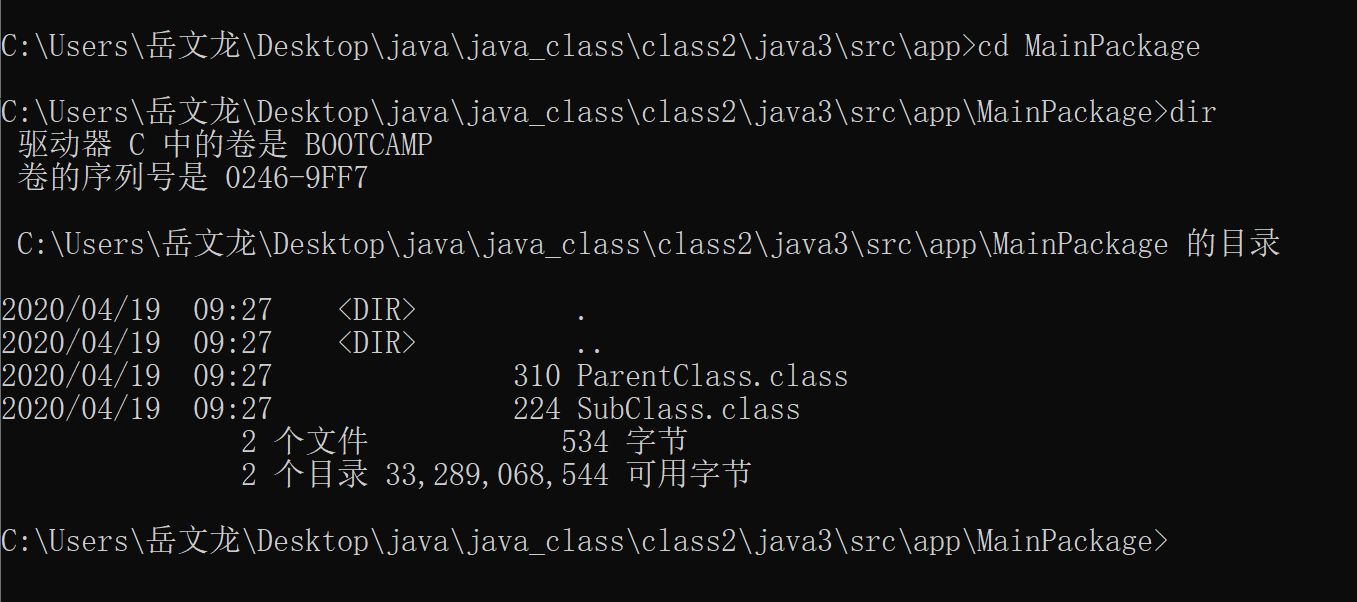 C:\Users\岳文龙\Desktop\java\java_class\class2\java3\src\app>cd MainPackage
C:\Users\岳文龙\Desktop\java\java_class\class2\java3\src\app\MainPackage>dir
驱动器 C 中的卷是 BOOTCAMP
卷的序列号是 0246-9FF7
C:\Users\岳文龙\Desktop\java\java_class\class2\java3\src\app\MainPackage 的目录
2020/04/19  09:27    <DIR>          .
2020/04/19  09:27    <DIR>          ..
2020/04/19  09:27               310 ParentClass.class
2020/04/19  09:27               224 SubClass.class
2 个文件            534 字节
2 个目录 33,289,068,544 可用字节
C:\Users\岳文龙\Desktop\java\java_class\class2\java3\src\app\MainPackage>